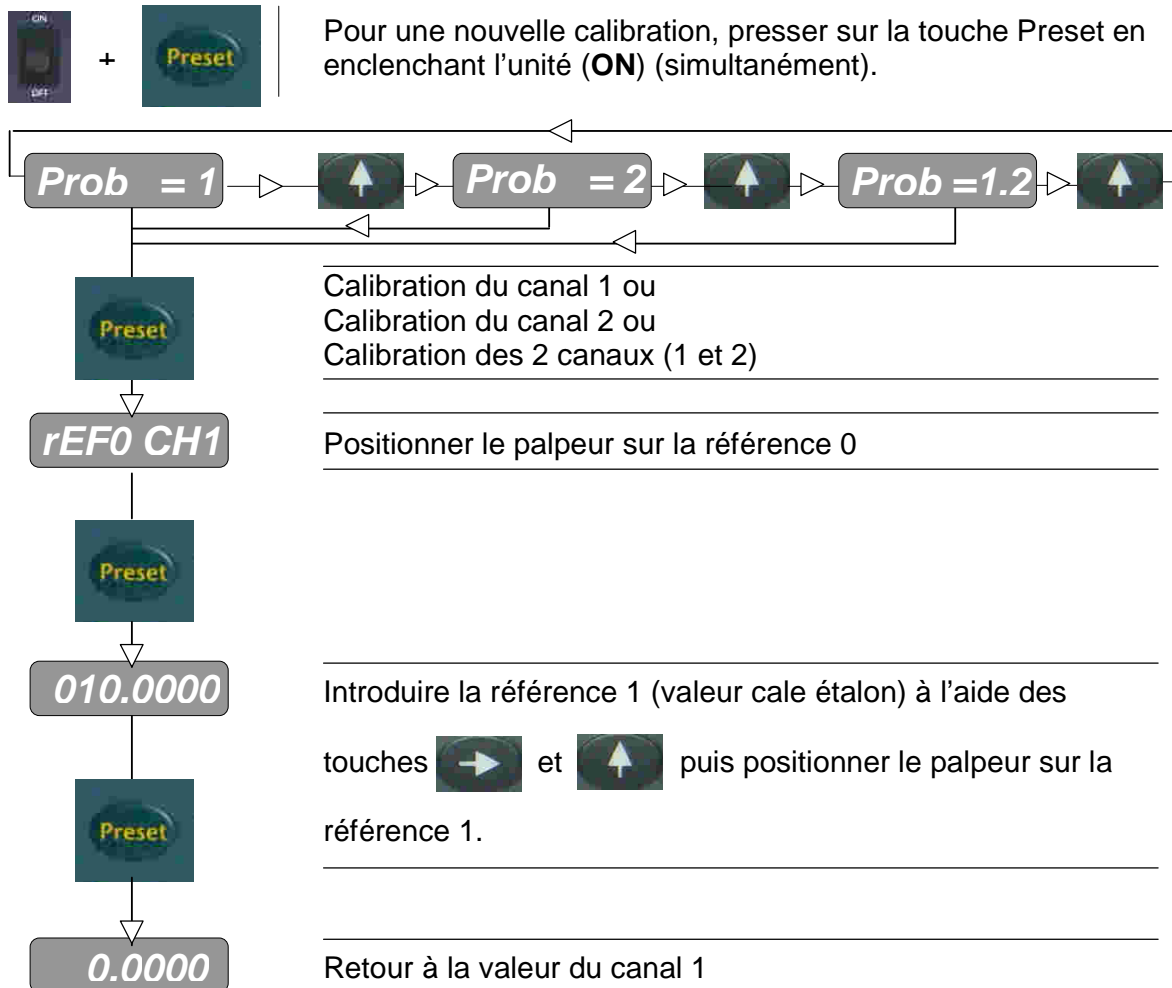 ON
OFF
+
Preset
Pour une nouvelle calibration, presser sur la touche Preset en
enclenchant l'unité (ON) (simultanément).
Prob = 1
Prob = 2
Prob =1.2
Preset
Calibration du canal 1 ou
Calibration du canal 2 ou
Calibration des 2 canaux (1 et 2)
rEF0 CH1
Positionner le palpeur sur la référence 0
Preset
010.0000
Introduire la référence 1 (valeur cale étalon) à l'aide des
touches et puis positionner le palpeur sur la
référence 1.
Preset
0.0000
Retour à la valeur du canal 1